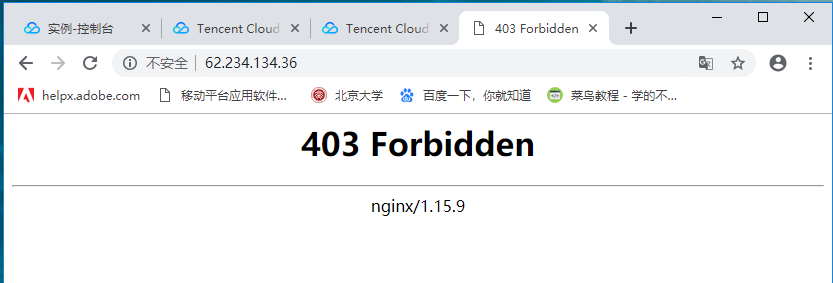 实例-控制台
Tencent Cloud
Tencent Cloud
403 Forbidden
不安全 62.234.134.36
helpx.adobe.com 移动平台应用软件... 北京大学 百度一下，你就知道 菜鸟教程 - 学的不...
403 Forbidden
nginx/1.15.9